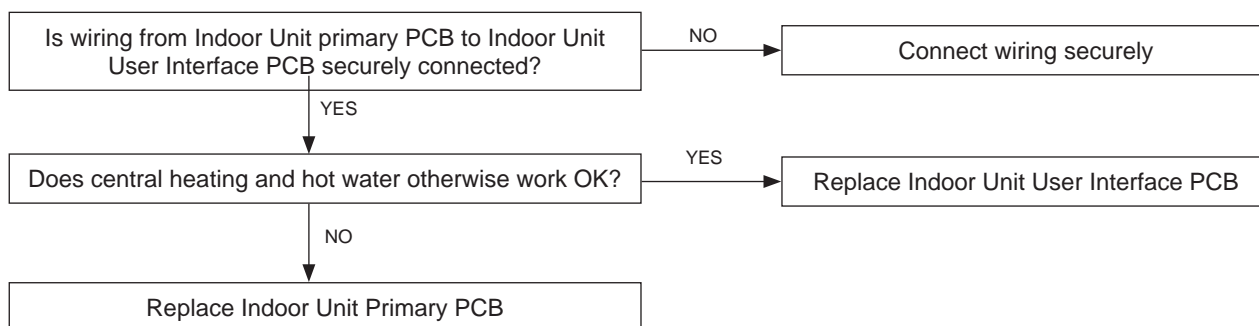 Is wiring from Indoor Unit primary PCB to Indoor Unit
User Interface PCB securely connected?
NO
Connect wiring securely
YES
Does central heating and hot water otherwise work OK?
YES
Replace Indoor Unit User Interface PCB
NO
Replace Indoor Unit Primary PCB